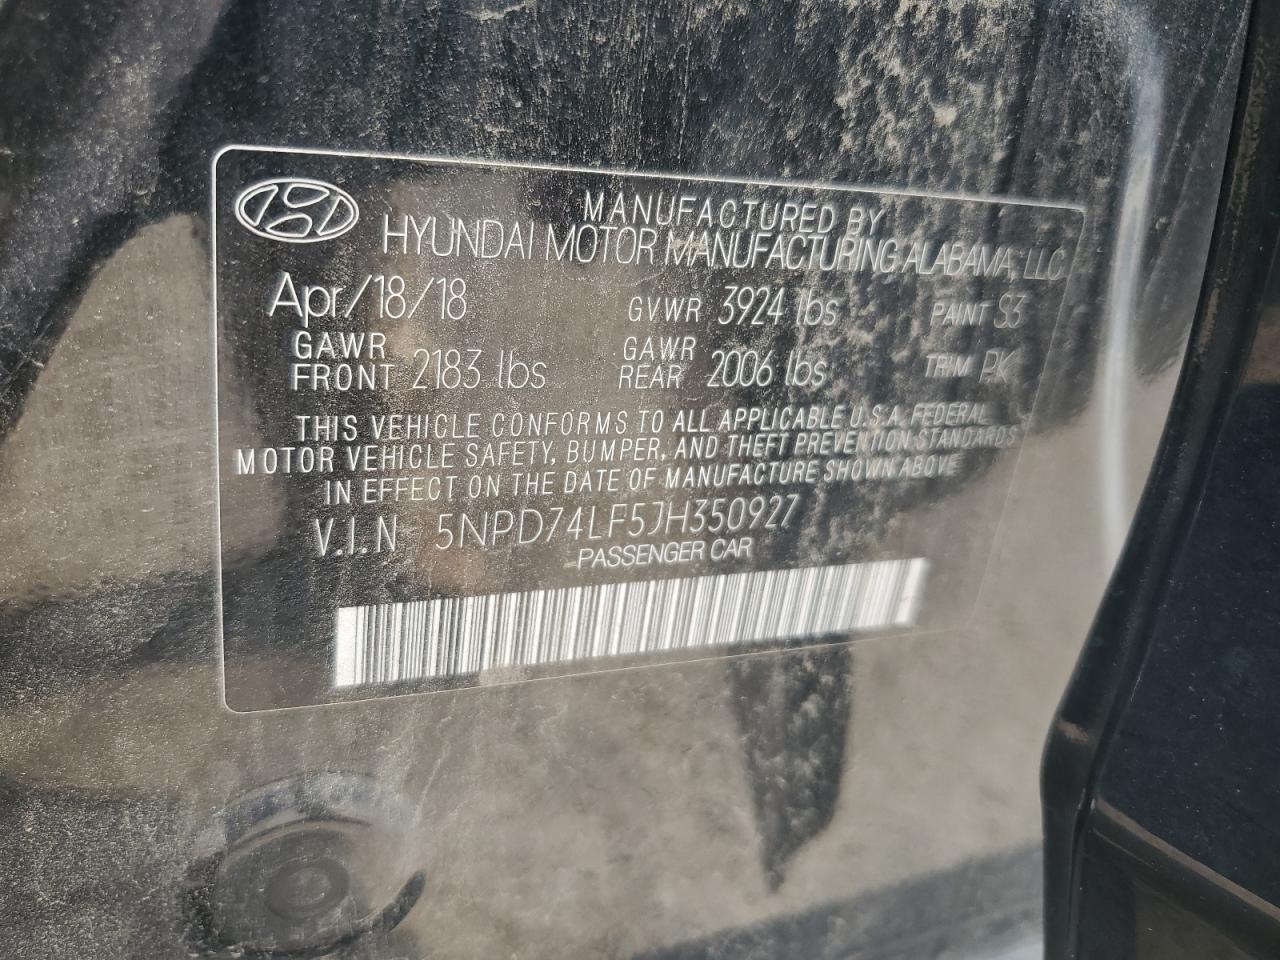 MANUFACTURED BY
HYUNDAI MOTOR MANUFACTURING ALABAMA, LLC
Apr/18/18 GVWR 3924 lbs PAINT S3
GAWR FRONT 2183 lbs GAWR REAR 2006 lbs TRIM PK
THIS VEHICLE CONFORMS TO ALL APPLICABLE U.S.A. FEDERAL
MOTOR VEHICLE SAFETY, BUMPER, AND THEFT PREVENTION STANDARDS
IN EFFECT ON THE DATE OF MANUFACTURE SHOWN ABOVE
V.I.N 5NPD74LF5JH350927
PASSENGER CAR